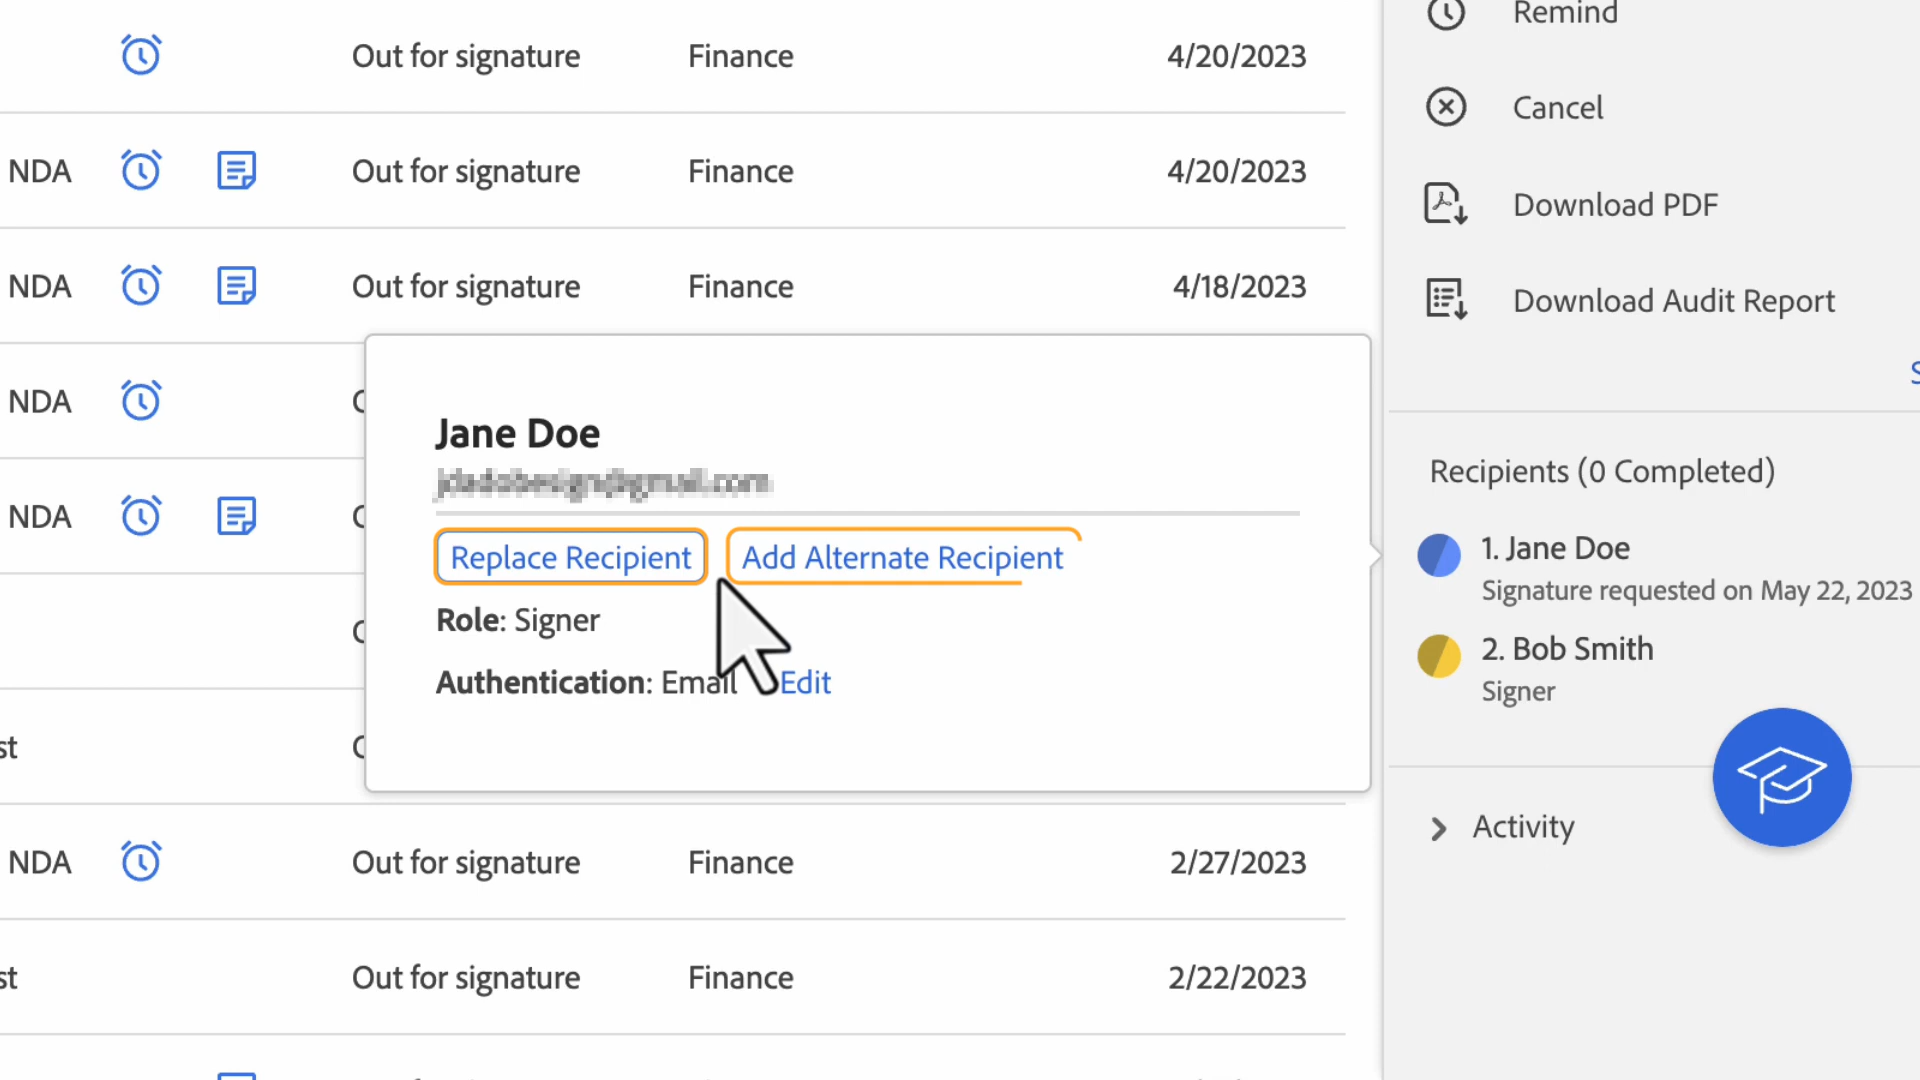 Out for signature Finance 4/20/2023
NDA Out for signature Finance 4/20/2023
NDA Out for signature Finance 4/18/2023
NDA
NDA
st
NDA Out for signature Finance 2/27/2023
st Out for signature Finance 2/22/2023
Jane Doe
Replace Recipient Add Alternate Recipient
Role: Signer
Authentication: Email Edit
Remind
Cancel
Download PDF
Download Audit Report
Recipients (0 Completed)
1. Jane Doe
Signature requested on May 22, 2023
2. Bob Smith
Signer
Activity